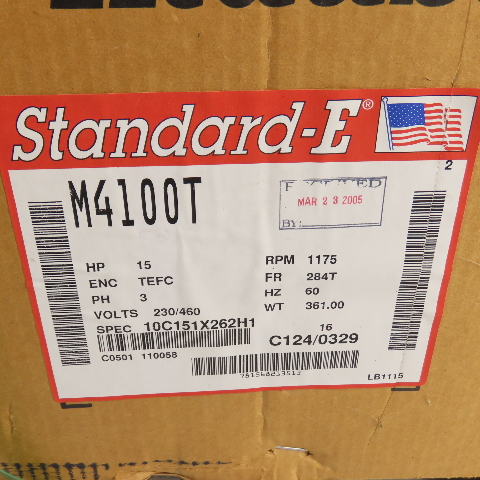 Standard-E®
2
M4100T
MAR 2 3 2005
BY:
HP 15
ENC TEFC
PH 3
VOLTS 230/460
SPEC 10C151X262H1
C0501 110058
RPM 1175
FR 284T
HZ 60
WT 361.00
16
C124/0329
LB1115